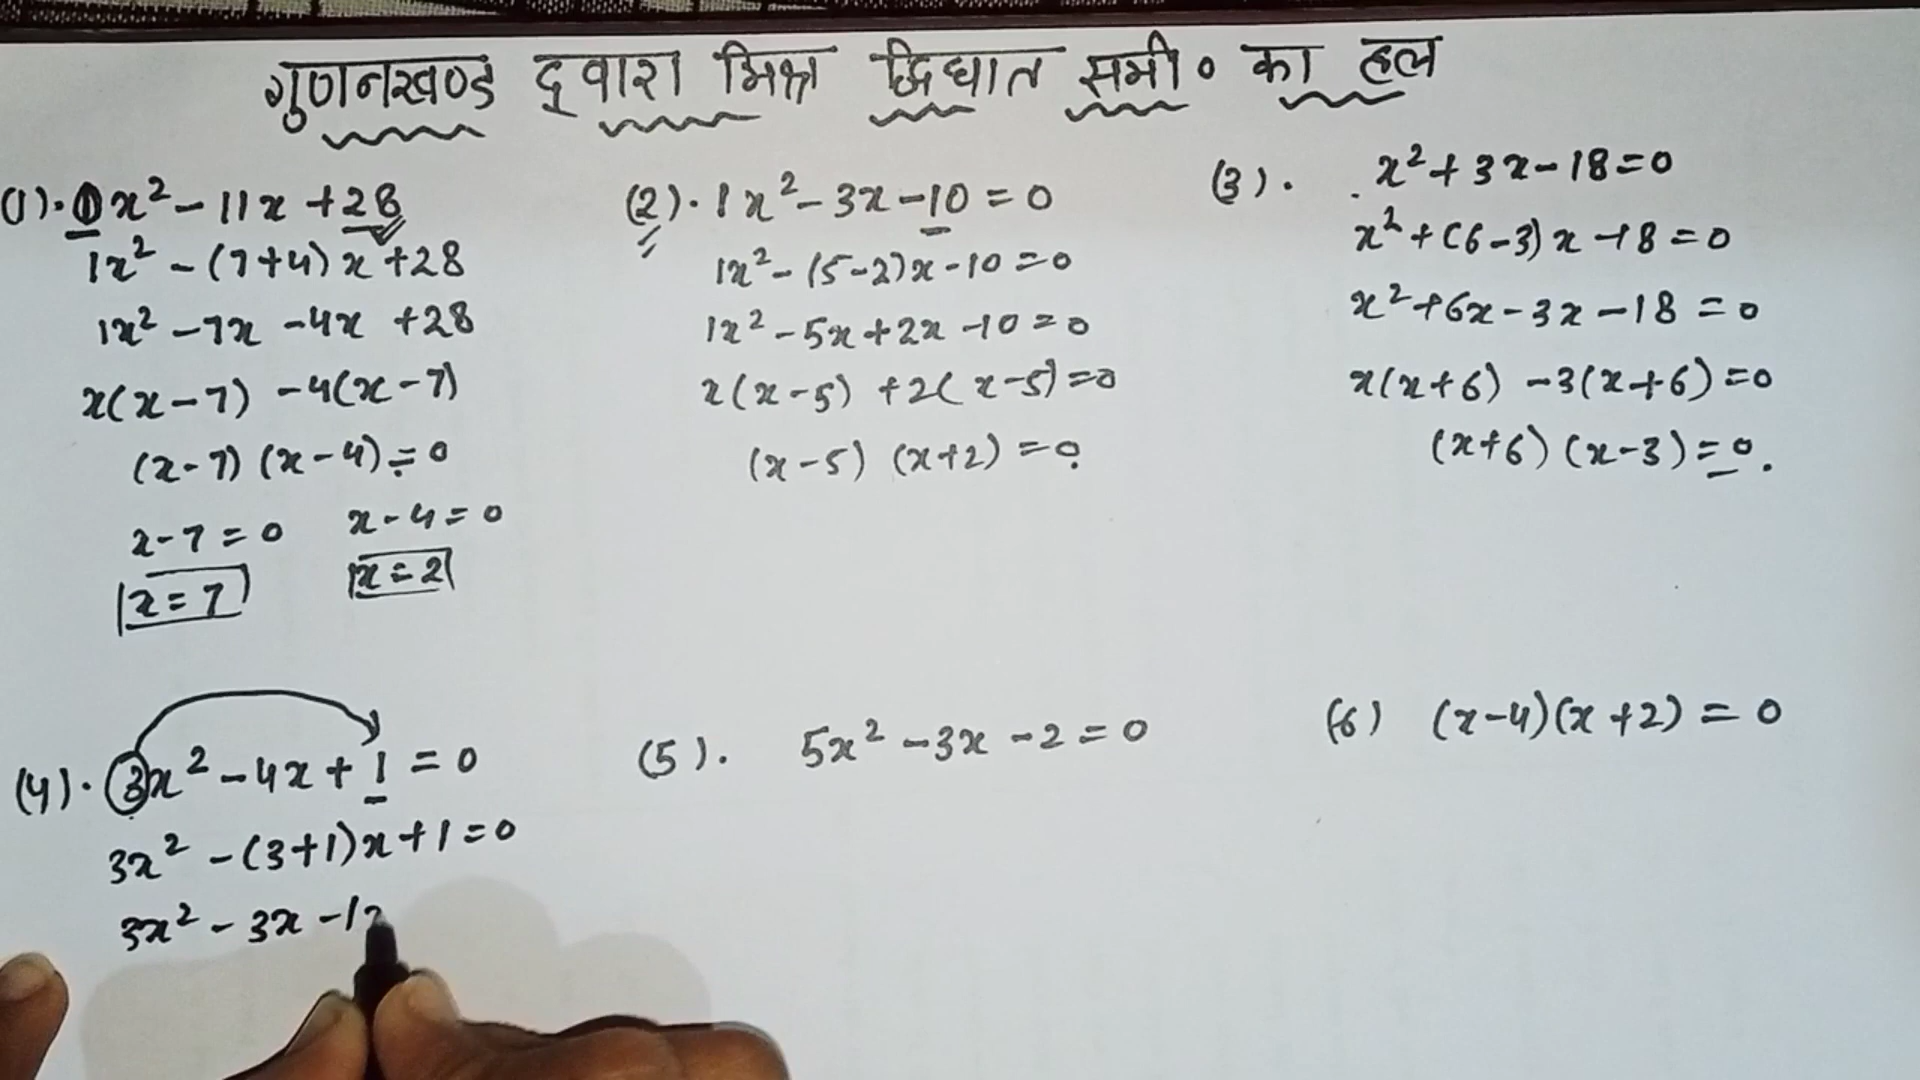 गुणनखण्ड द्वारा भिन्न द्विघात समी० का हल
(1). 1x² - 11x + 28
1x² - (7+4)x + 28
1x² - 7x - 4x + 28
x(x-7) - 4(x-7)
(x-7) (x-4) = 0
x-7 = 0 x-4 = 0
x = 7 x = 2
(2). 1x² - 3x - 10 = 0
1x² - (5-2)x - 10 = 0
1x² - 5x + 2x - 10 = 0
x(x-5) + 2(x-5) = 0
(x-5) (x+2) = 0.
(3). x² + 3x - 18 = 0
x² + (6-3)x - 18 = 0
x² + 6x - 3x - 18 = 0
x(x+6) - 3(x+6) = 0
(x+6) (x-3) = 0.
(4). 3x² - 4x + 1 = 0
3x² - (3+1)x + 1 = 0
3x² - 3x - 1x
(5). 5x² - 3x - 2 = 0
(6) (x-4)(x+2) = 0